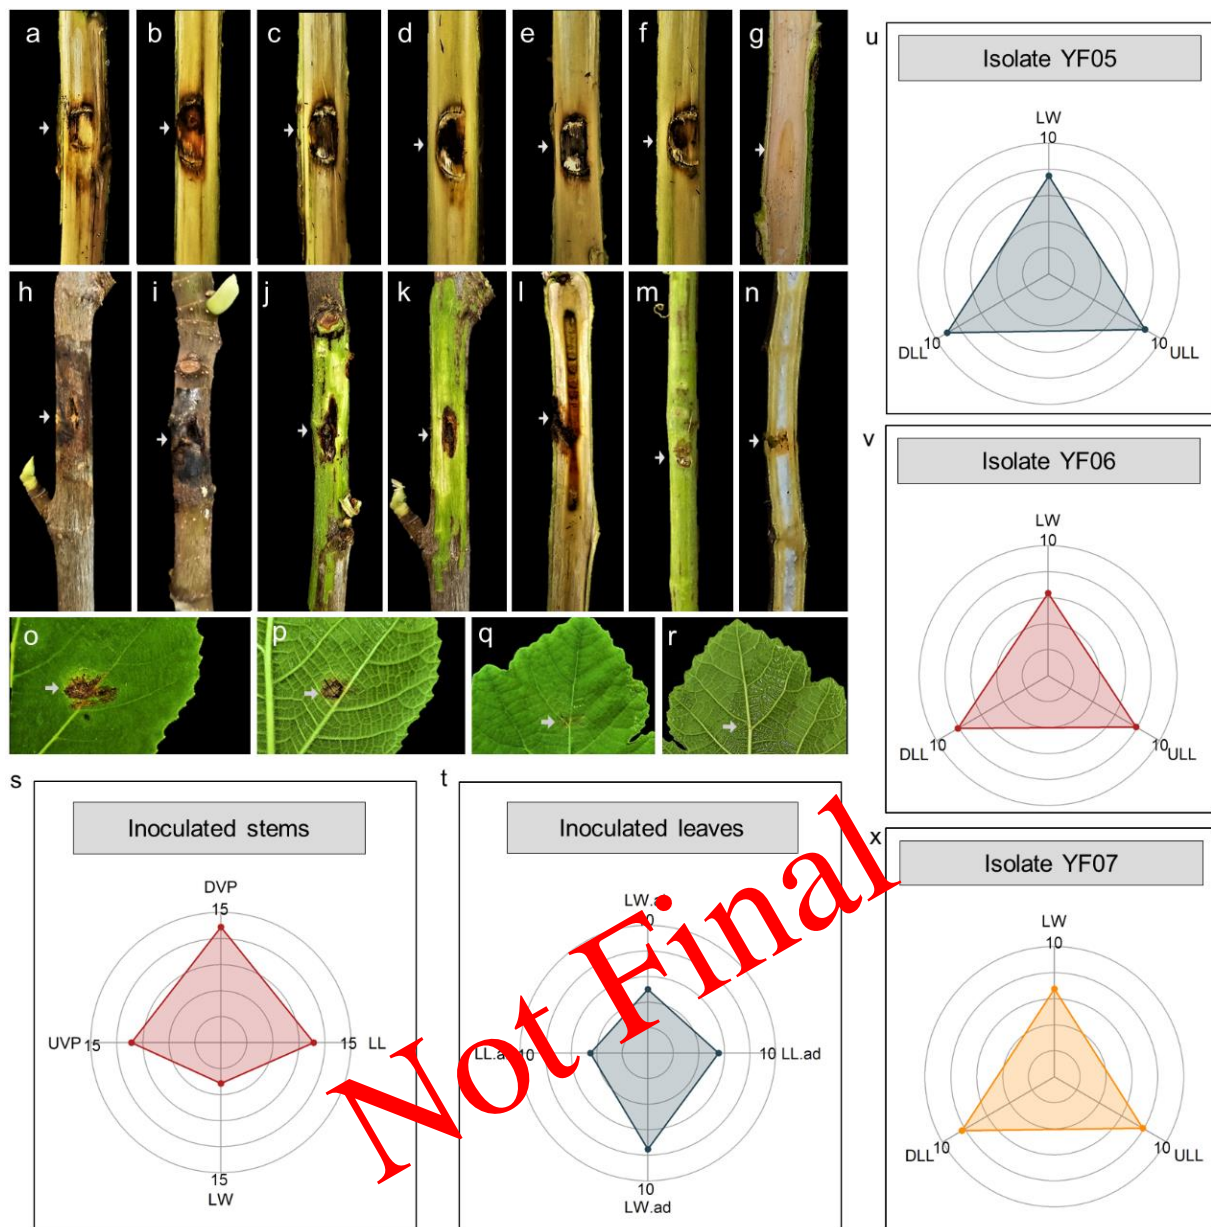 a b c d e f g
h i j k l m n
o p q r
s
Inoculated stems
DVP
15
UVP 15
15 LL
15
LW
t
Inoculated leaves
LW.a
10
LL.a 10
10 LL.ad
10
LW.ad
u
Isolate YF05
LW
10
DLL 10
10 ULL
v
Isolate YF06
LW
10
DLL 10
10 ULL
x
Isolate YF07
LW
10
DLL 10
10 ULL
Not Final